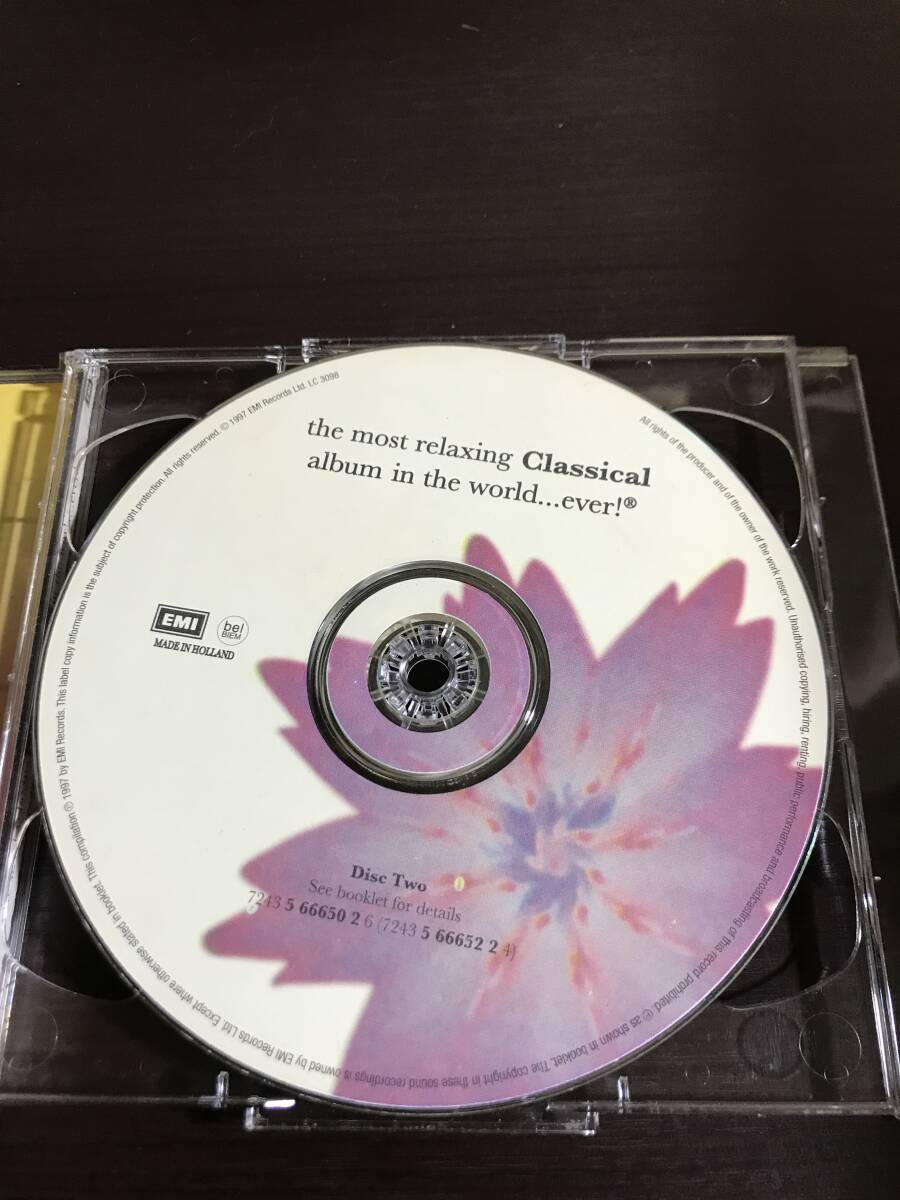 the most relaxing Classical
album in the world...ever!®
EMI
bel
BIEM
MADE IN HOLLAND
Disc Two
See booklet for details
7243 5 66650 2 6 (7243 5 66652 2 4)
All rights of the producer and of the owner of the work reserved. Unauthorised copying, hiring, renting, public performance and broadcasting of this record prohibited. ℗ as shown in booklet. The copyright in these sound recordings is owned by EMI Records Ltd. Except where otherwise stated in booklet. This compilation ℗ 1997 by EMI Records. This label copy information is the subject of copyright protection. All rights reserved. © 1997 EMI Records Ltd. LC 3098